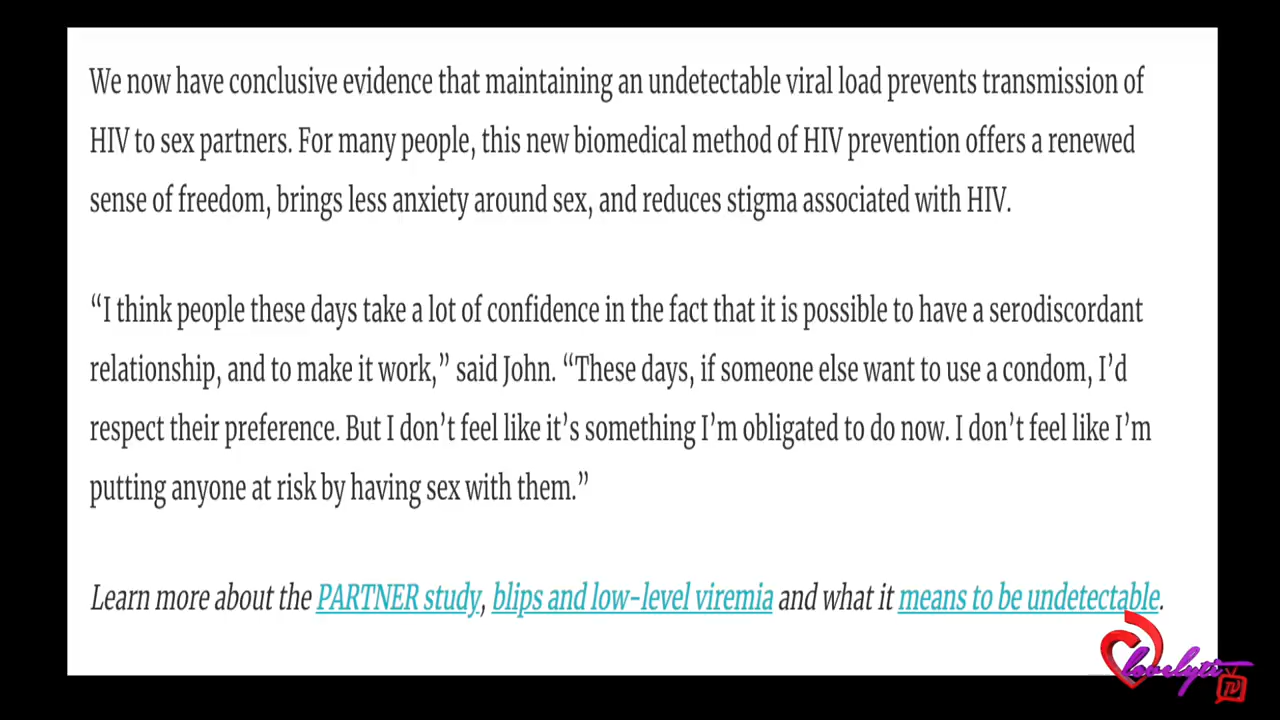 We now have conclusive evidence that maintaining an undetectable viral load prevents transmission of
HIV to sex partners. For many people, this new biomedical method of HIV prevention offers a renewed
sense of freedom, brings less anxiety around sex, and reduces stigma associated with HIV.
“I think people these days take a lot of confidence in the fact that it is possible to have a serodiscordant
relationship, and to make it work,” said John. “These days, if someone else want to use a condom, I’d
respect their preference. But I don’t feel like it’s something I’m obligated to do now. I don’t feel like I’m
putting anyone at risk by having sex with them.”
Learn more about the PARTNER study, blips and low-level viremia and what it means to be undetectable.
lovelyti
TV